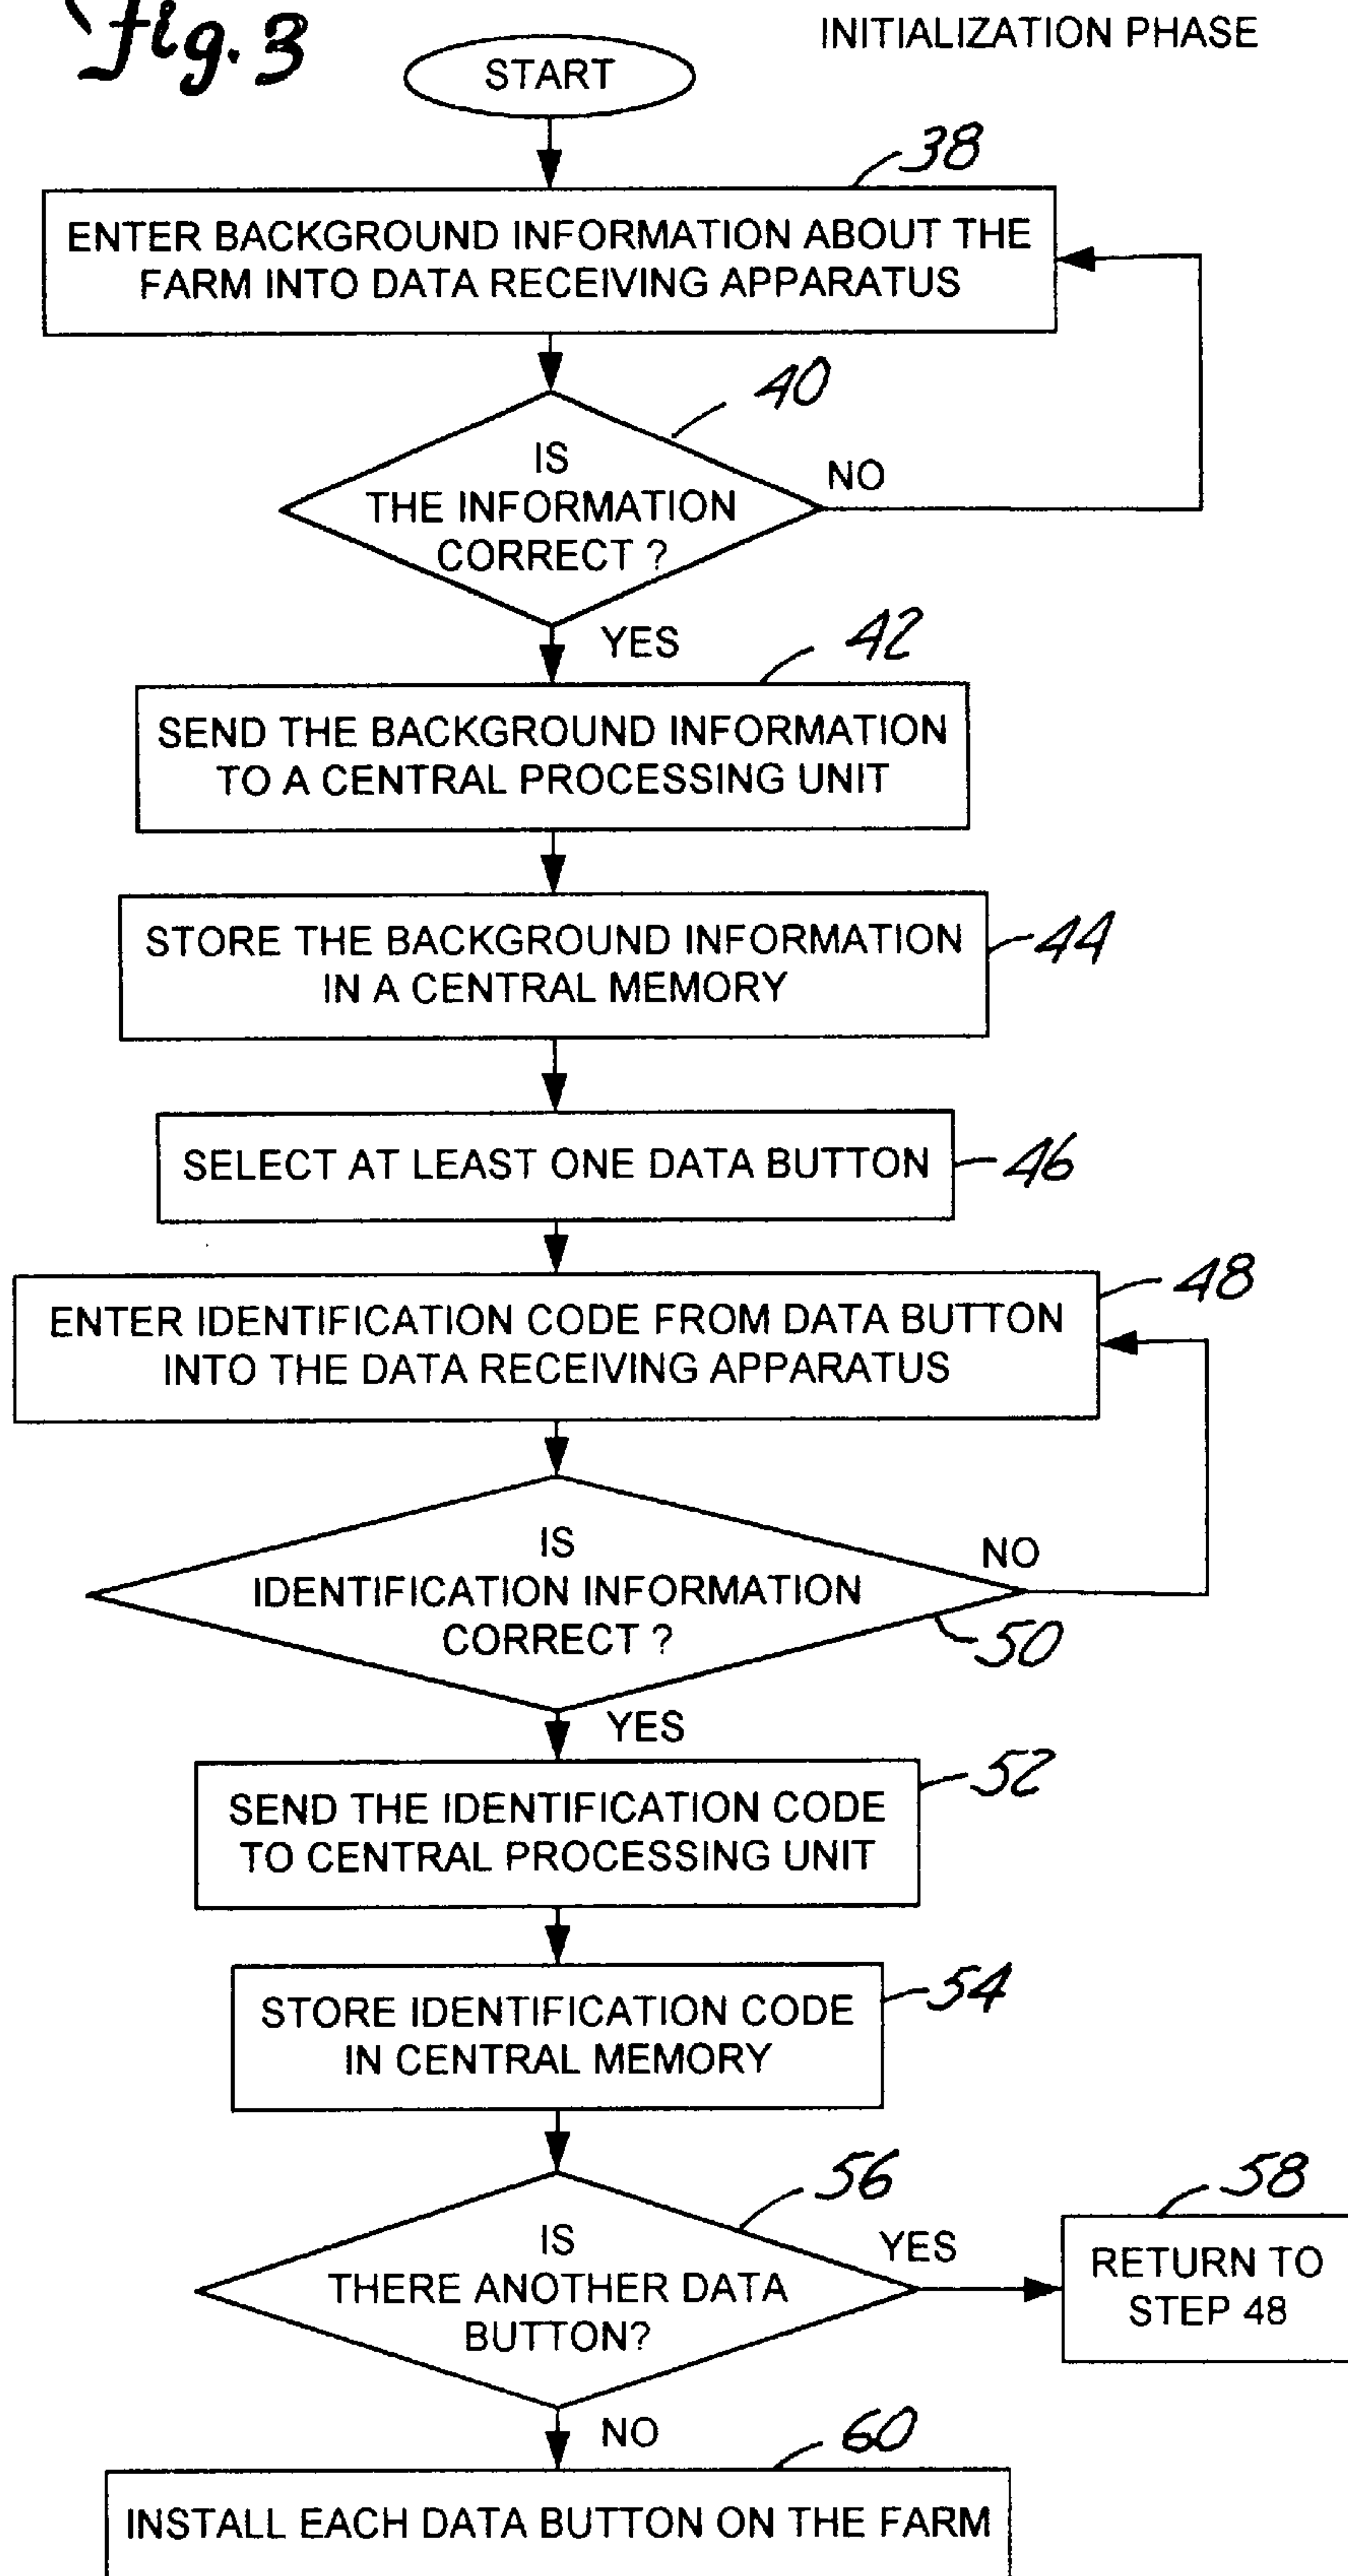 Fig. 3
INITIALIZATION PHASE
START
38
ENTER BACKGROUND INFORMATION ABOUT THE
FARM INTO DATA RECEIVING APPARATUS
40
IS
THE INFORMATION
CORRECT ?
NO
YES
42
SEND THE BACKGROUND INFORMATION
TO A CENTRAL PROCESSING UNIT
STORE THE BACKGROUND INFORMATION
IN A CENTRAL MEMORY
44
SELECT AT LEAST ONE DATA BUTTON
46
48
ENTER IDENTIFICATION CODE FROM DATA BUTTON
INTO THE DATA RECEIVING APPARATUS
IS
IDENTIFICATION INFORMATION
CORRECT ?
NO
50
YES
52
SEND THE IDENTIFICATION CODE
TO CENTRAL PROCESSING UNIT
54
STORE IDENTIFICATION CODE
IN CENTRAL MEMORY
56
IS
THERE ANOTHER DATA
BUTTON?
YES
58
RETURN TO
STEP 48
NO
60
INSTALL EACH DATA BUTTON ON THE FARM